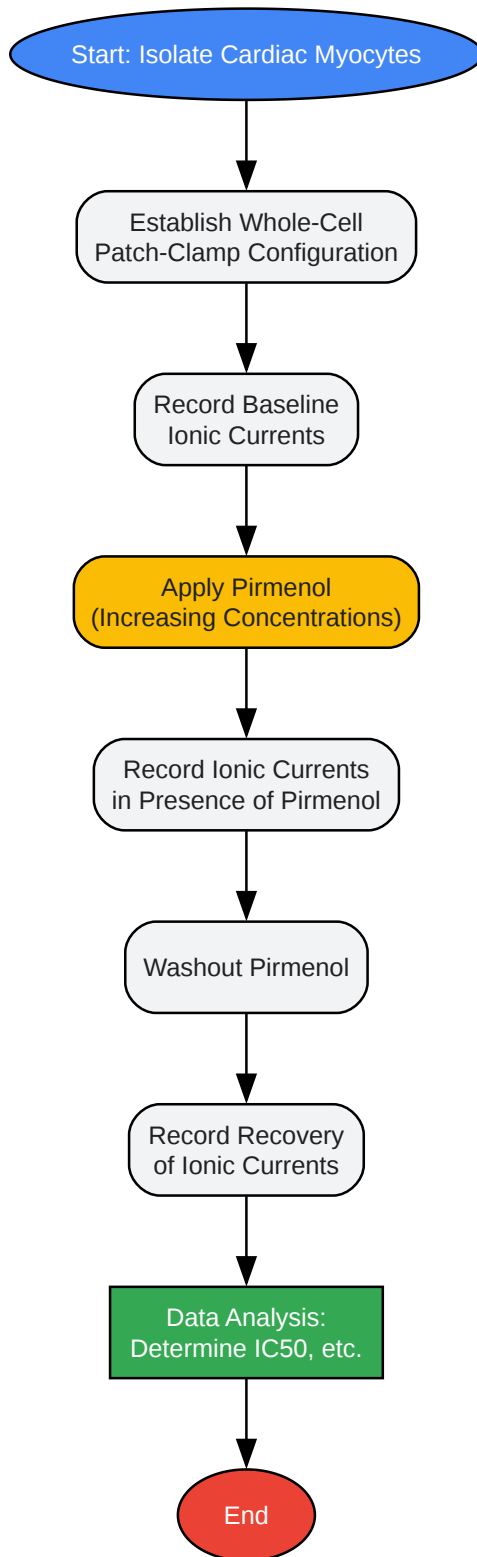 Start: Isolate Cardiac Myocytes
Establish Whole-Cell
Patch-Clamp Configuration
Record Baseline
Ionic Currents
Apply Pirmenol
(Increasing Concentrations)
Record Ionic Currents
in Presence of Pirmenol
Washout Pirmenol
Record Recovery
of Ionic Currents
Data Analysis:
Determine IC50, etc.
End